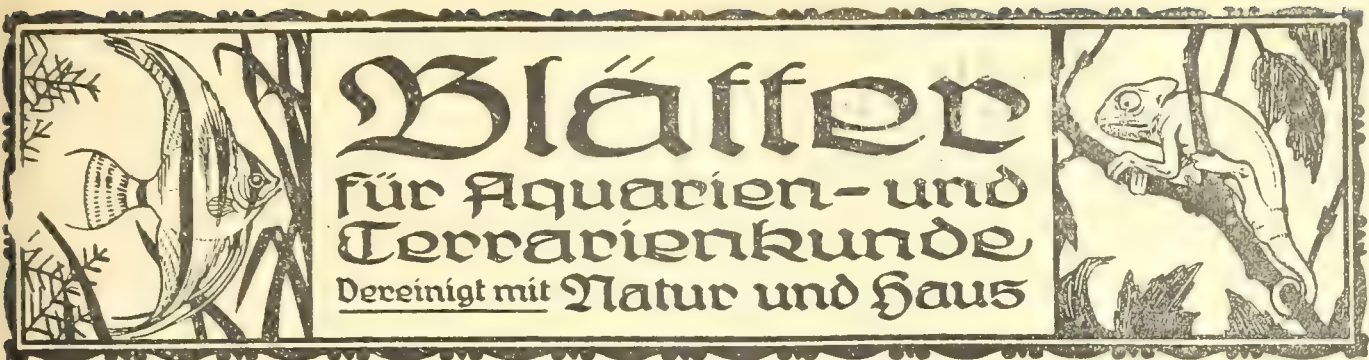 Blätter
für Aquarien- und
Terrarienkunde
Vereinigt mit Natur und Haus